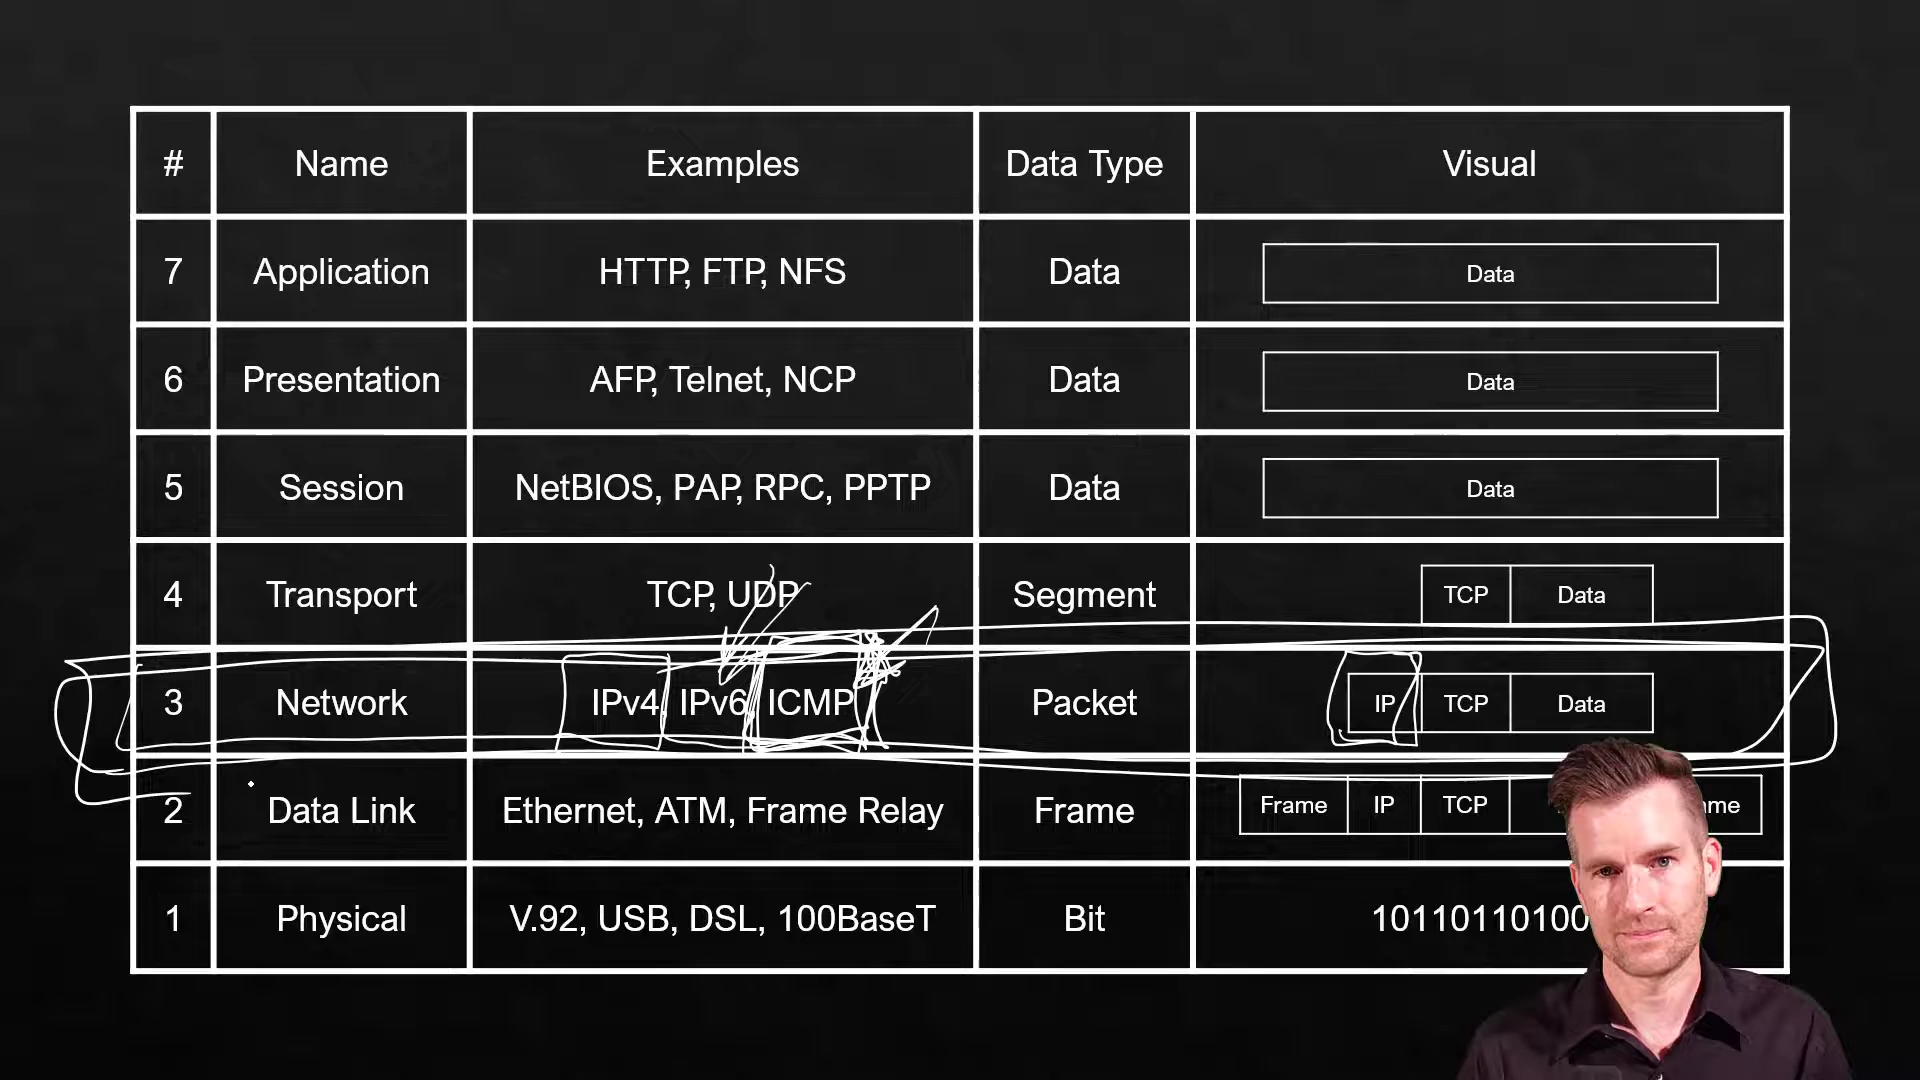 # Name Examples Data Type Visual
7 Application HTTP, FTP, NFS Data Data
6 Presentation AFP, Telnet, NCP Data Data
5 Session NetBIOS, PAP, RPC, PPTP Data Data
4 Transport TCP, UDP Segment TCP Data
3 Network IPv4, IPv6, ICMP Packet IP TCP Data
2 Data Link Ethernet, ATM, Frame Relay Frame Frame IP TCP
1 Physical V.92, USB, DSL, 100BaseT Bit 10110110100